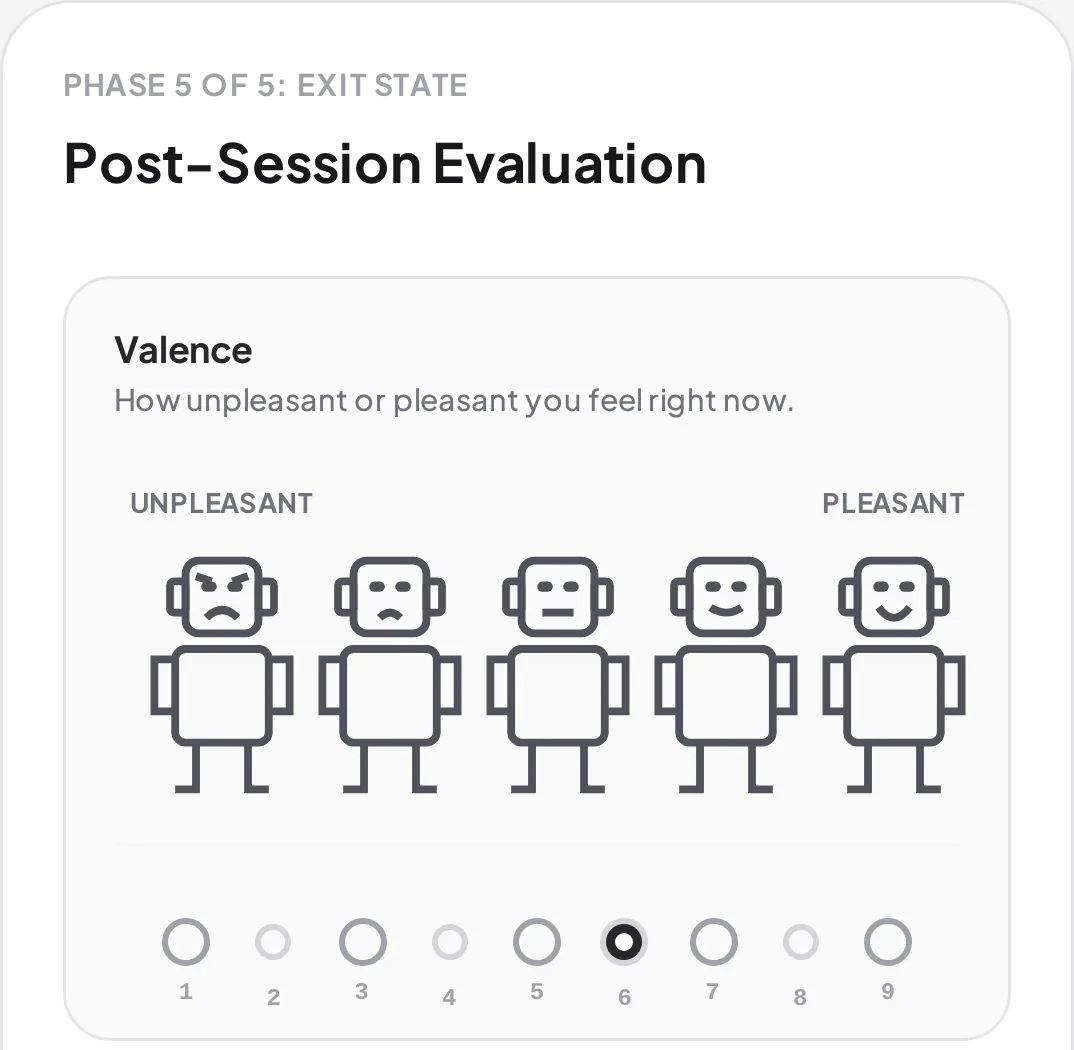 PHASE 5 OF 5: EXIT STATE
Post-Session Evaluation
Valence
How unpleasant or pleasant you feel right now.
UNPLEASANT PLEASANT
1 2 3 4 5 6 7 8 9